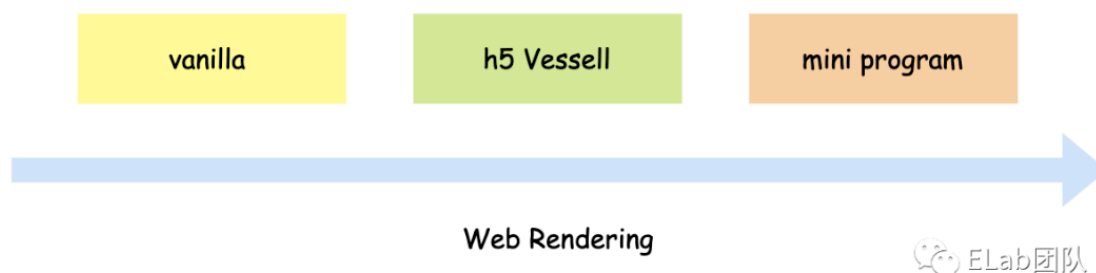 vanilla
h5 Vessell
mini program
Web Rendering
ELab团队